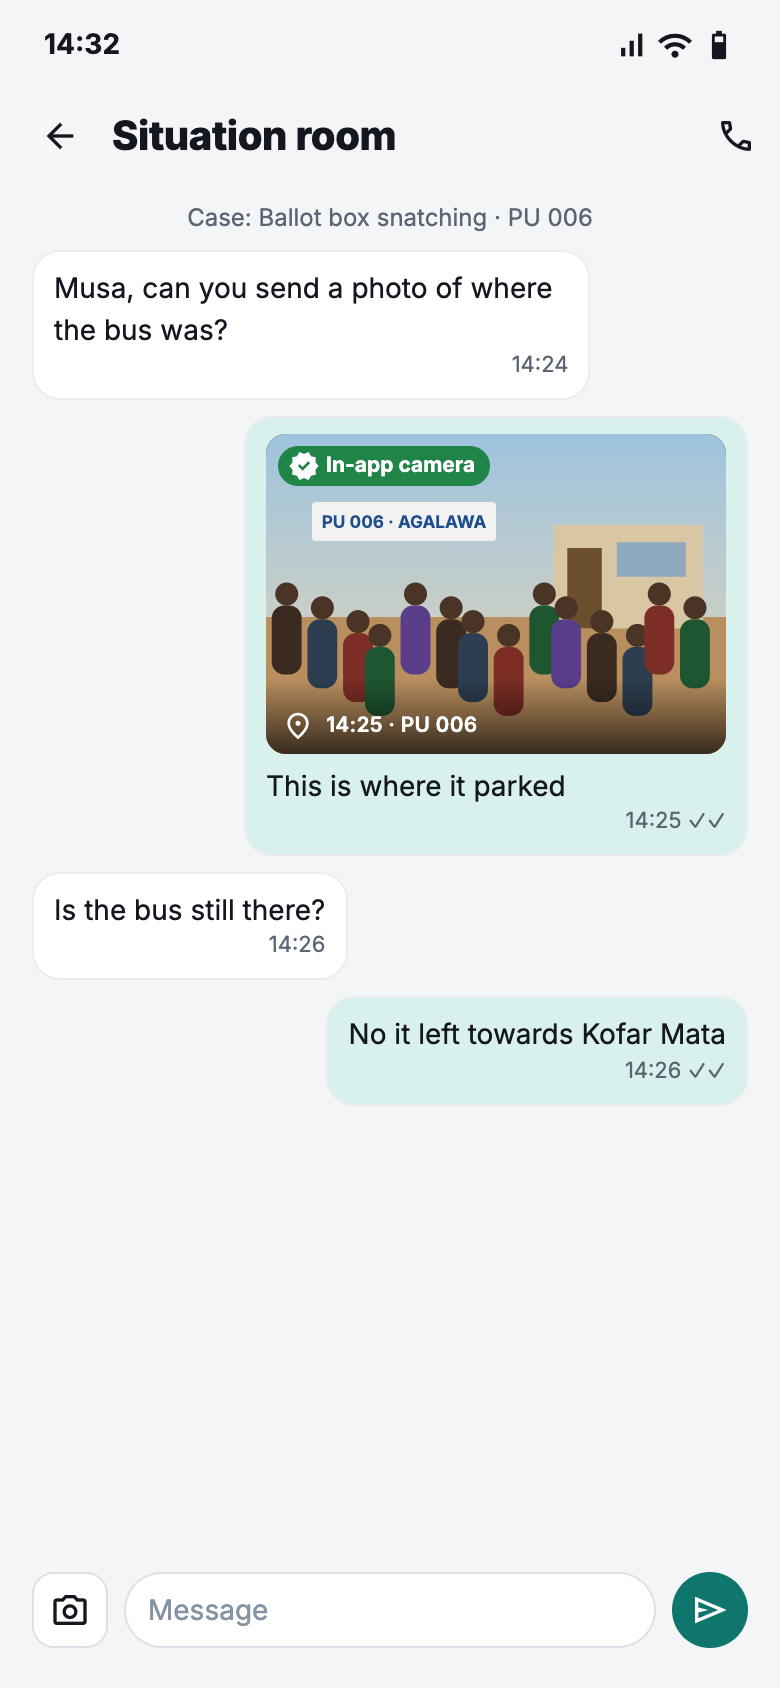 14:32
Situation room
Case: Ballot box snatching · PU 006
Musa, can you send a photo of where
the bus was?
14:24
In-app camera
PU 006 · AGALAWA
14:25 · PU 006
This is where it parked
14:25
Is the bus still there?
14:26
No it left towards Kofar Mata
14:26
Message